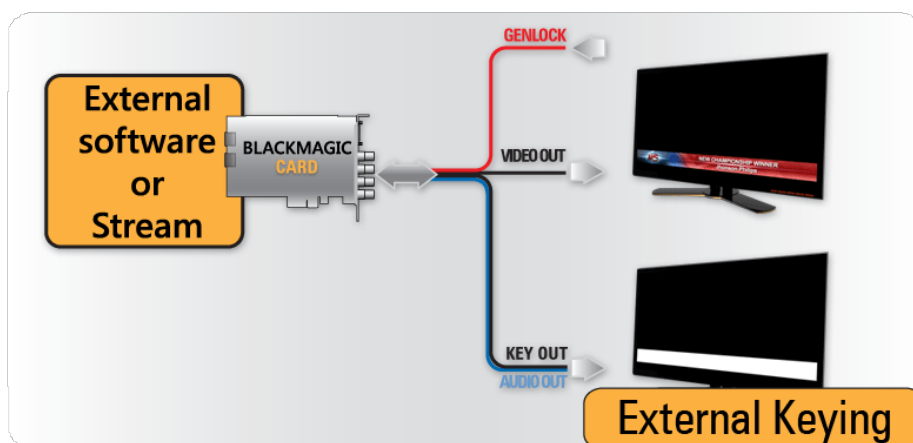 External
software
or
Stream
BLACKMAGIC
CARD
GENLOCK
VIDEO OUT
NEW CHAMPIONSHIP WINNER
KEY OUT
AUDIO OUT
External Keying